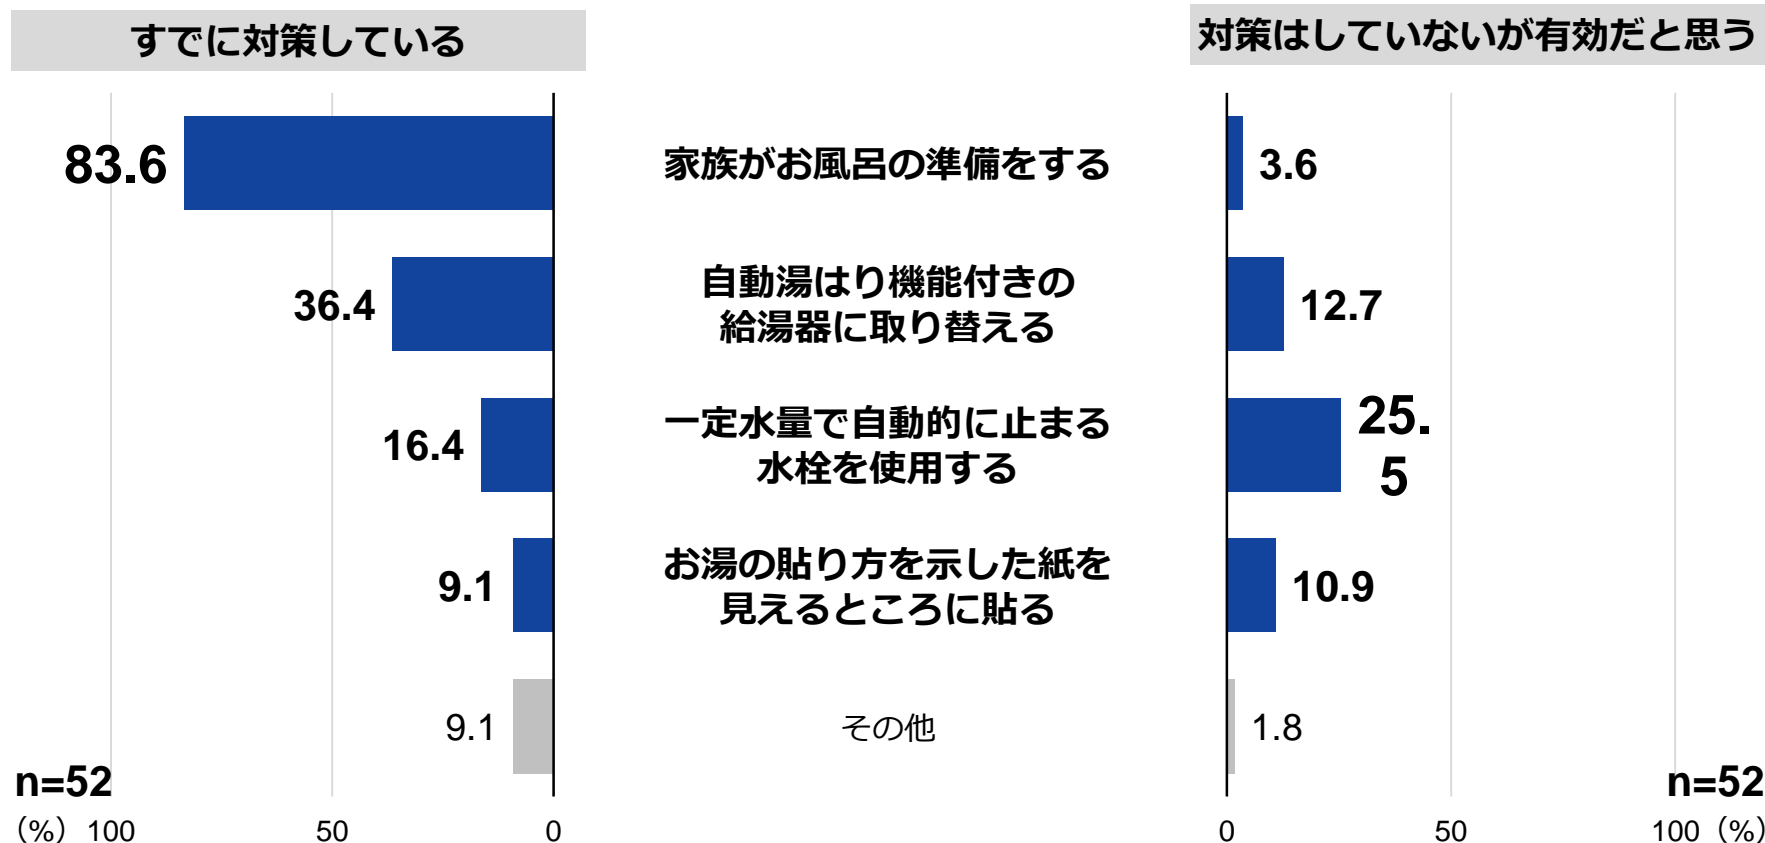 すでに対策している
対策はしていないが有効だと思う
83.6
家族がお風呂の準備をする
3.6
36.4
自動湯はり機能付きの
給湯器に取り替える
12.7
16.4
一定水量で自動的に止まる
水栓を使用する
25.
5
9.1
お湯の貼り方を示した紙を
見えるところに貼る
10.9
9.1
その他
1.8
n=52
n=52
（%）100 50 0
0 50 100（%）